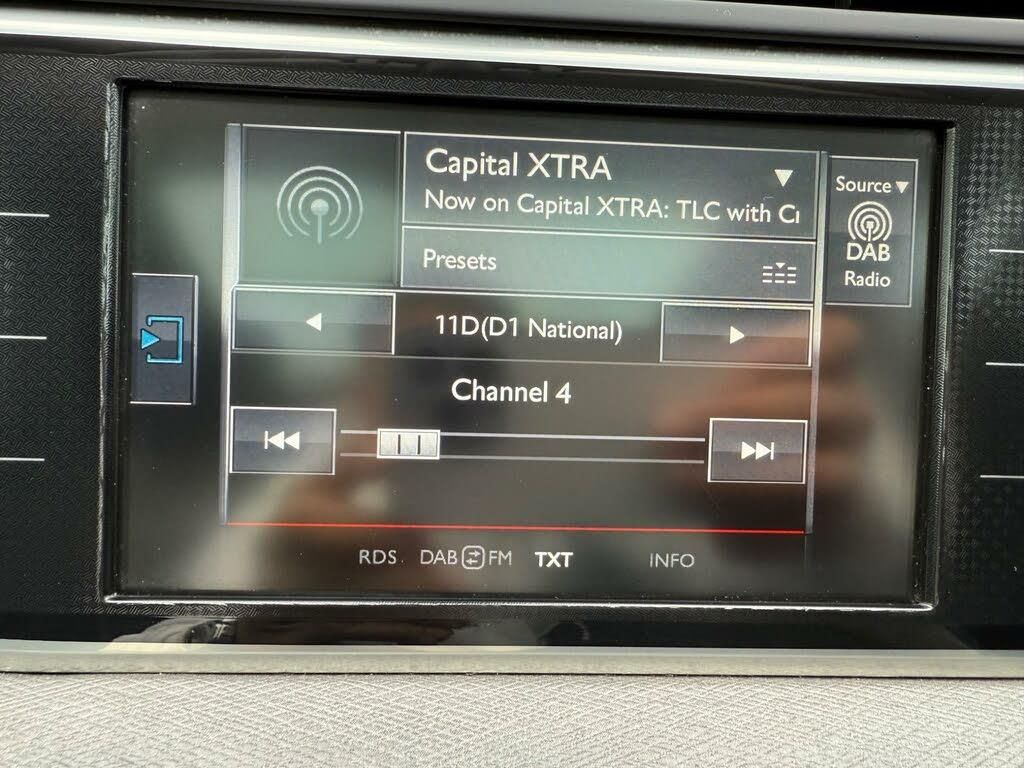 Capital XTRA
Now on Capital XTRA: TLC with
Presets
Source
DAB
Radio
11D(D1 National)
Channel 4
RDS DAB FM TXT INFO